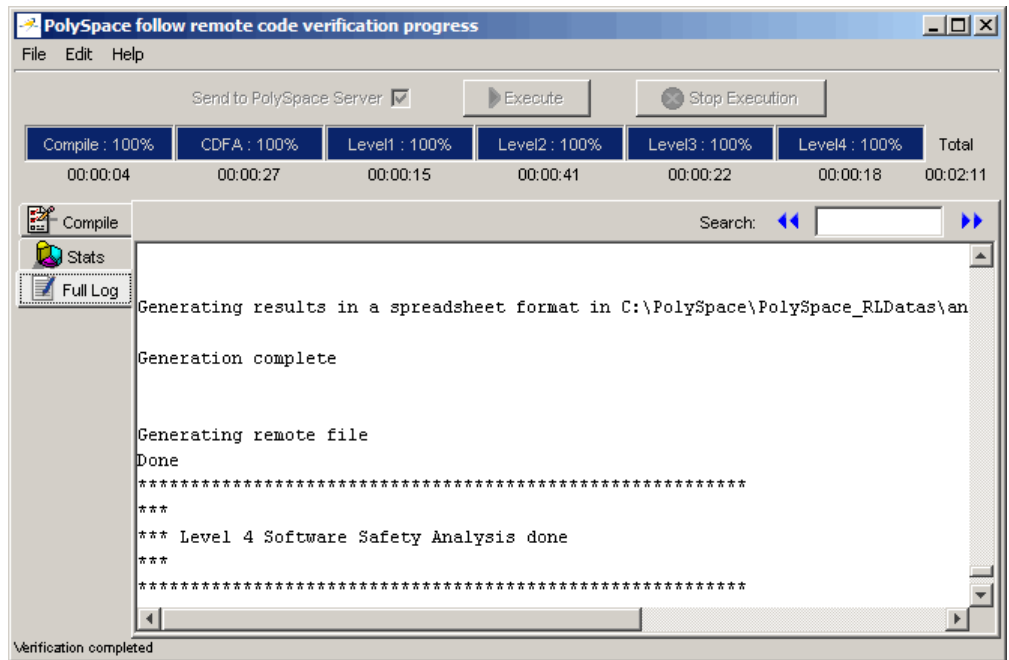 PolySpace follow remote code verification progress
File Edit Help
Send to PolySpace Server Execute Stop Execution
Compile : 100% CDFA : 100% Level1 : 100% Level2 : 100% Level3 : 100% Level4 : 100% Total
00:00:04 00:00:27 00:00:15 00:00:41 00:00:22 00:00:18 00:02:11
Compile Search:
Stats
Full Log
Generating results in a spreadsheet format in C:\PolySpace\PolySpace_RLDatas\an
Generation complete
Generating remote file
Done
**********************************************************
***
*** Level 4 Software Safety Analysis done
***
**********************************************************
Verification completed